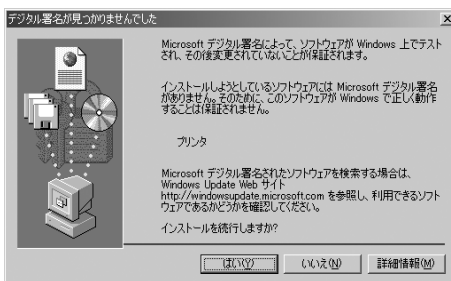 デジタル署名が見つかりませんでした
Microsoft デジタル署名によって、ソフトウェアが Windows 上でテスト
され、その後変更されていないことが保証されます。
インストールしようとしているソフトウェアには Microsoft デジタル署名
がありません。そのために、このソフトウェアが Windows で正しく動作
することは保証されません。
プリンタ
Microsoft デジタル署名されたソフトウェアを検索する場合は、
Windows Update Web サイト
http://windowsupdate.microsoft.com を参照し、利用できるソフト
ウェアであるかどうかを確認してください。
インストールを続行しますか?
はい(Y) いいえ(N) 詳細情報(M)